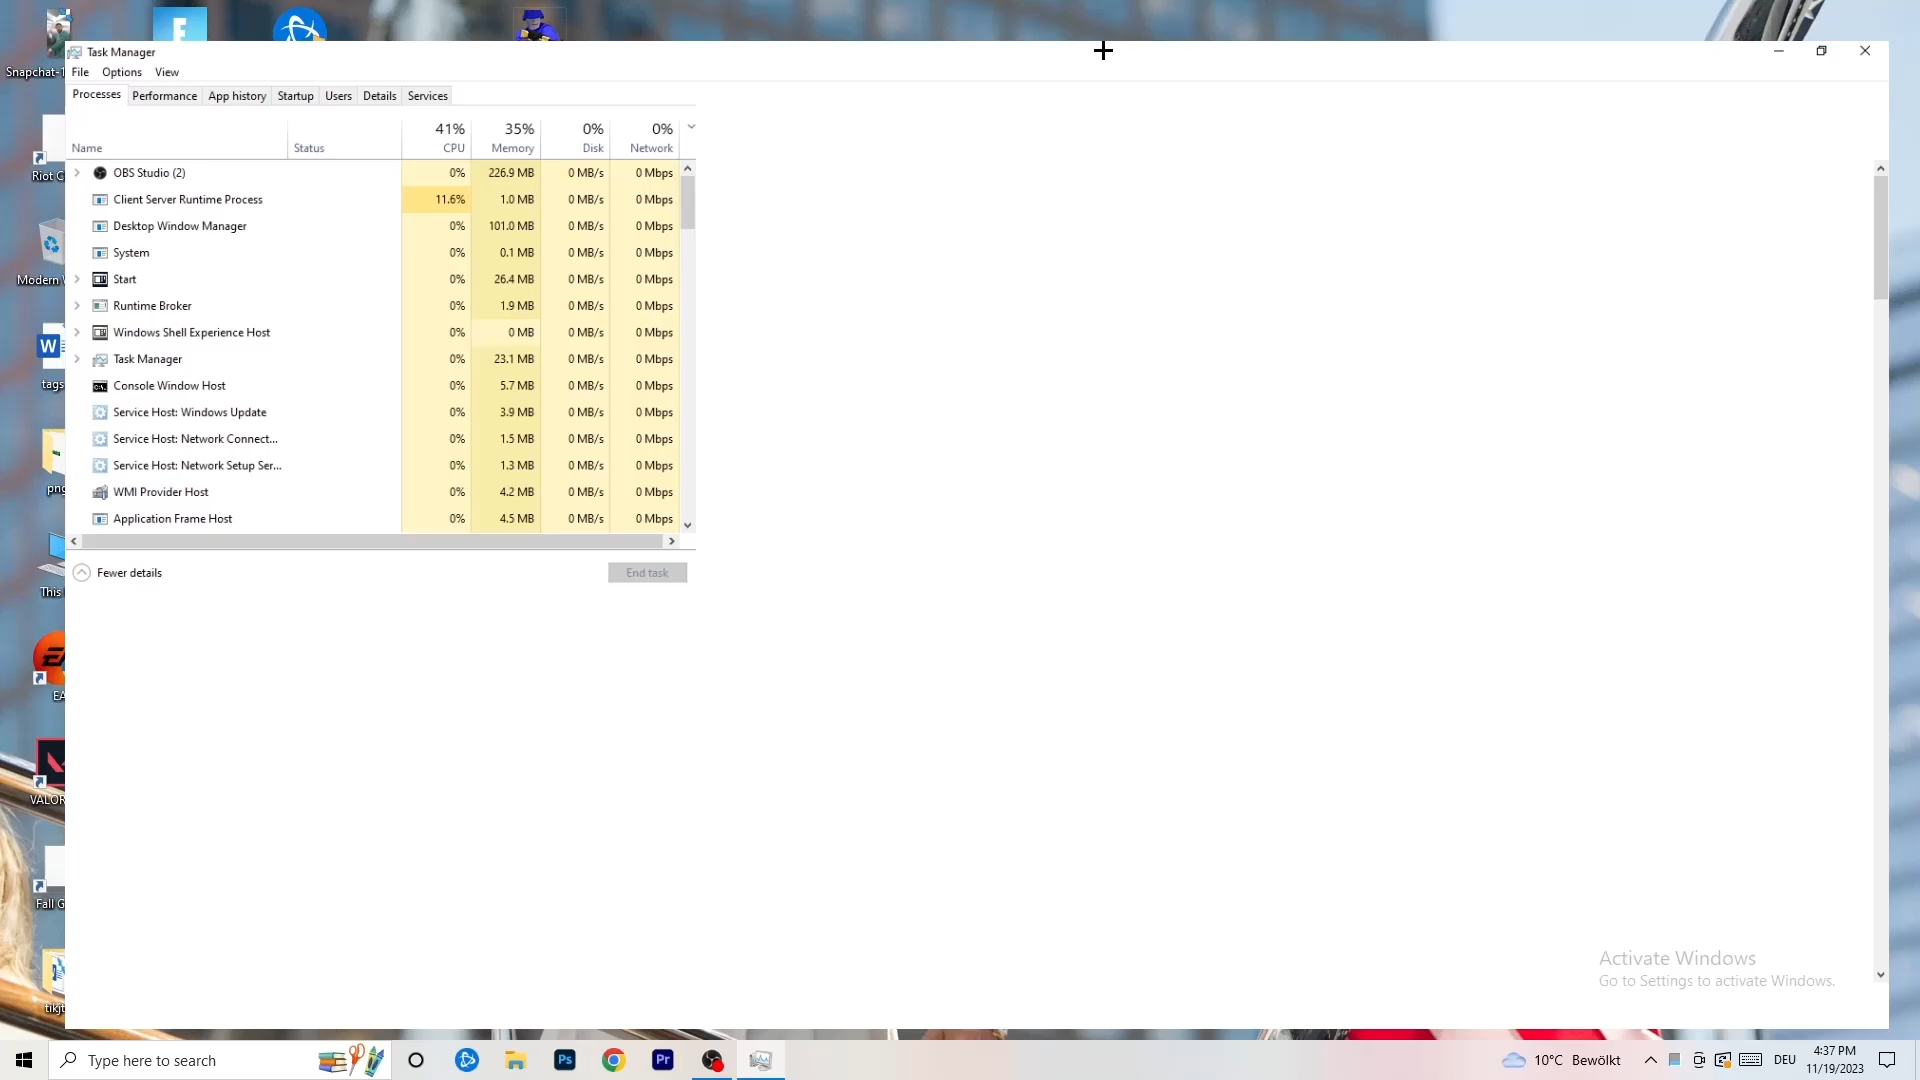 Snapchat-1
Riot C
Modern
tags
png
This
EA
VALOR
Fall G
tikjt
Task Manager
File Options View
Processes Performance App history Startup Users Details Services
41% 35% 0% 0%
Name Status CPU Memory Disk Network
OBS Studio (2) 0% 226.9 MB 0 MB/s 0 Mbps
Client Server Runtime Process 11.6% 1.0 MB 0 MB/s 0 Mbps
Desktop Window Manager 0% 101.0 MB 0 MB/s 0 Mbps
System 0% 0.1 MB 0 MB/s 0 Mbps
Start 0% 26.4 MB 0 MB/s 0 Mbps
Runtime Broker 0% 1.9 MB 0 MB/s 0 Mbps
Windows Shell Experience Host 0% 0 MB 0 MB/s 0 Mbps
Task Manager 0% 23.1 MB 0 MB/s 0 Mbps
Console Window Host 0% 5.7 MB 0 MB/s 0 Mbps
Service Host: Windows Update 0% 3.9 MB 0 MB/s 0 Mbps
Service Host: Network Connect... 0% 1.5 MB 0 MB/s 0 Mbps
Service Host: Network Setup Ser... 0% 1.3 MB 0 MB/s 0 Mbps
WMI Provider Host 0% 4.2 MB 0 MB/s 0 Mbps
Application Frame Host 0% 4.5 MB 0 MB/s 0 Mbps
Fewer details End task
Activate Windows
Go to Settings to activate Windows.
Type here to search Ps Pr 10°C Bewölkt DEU 4:37 PM
11/19/2023